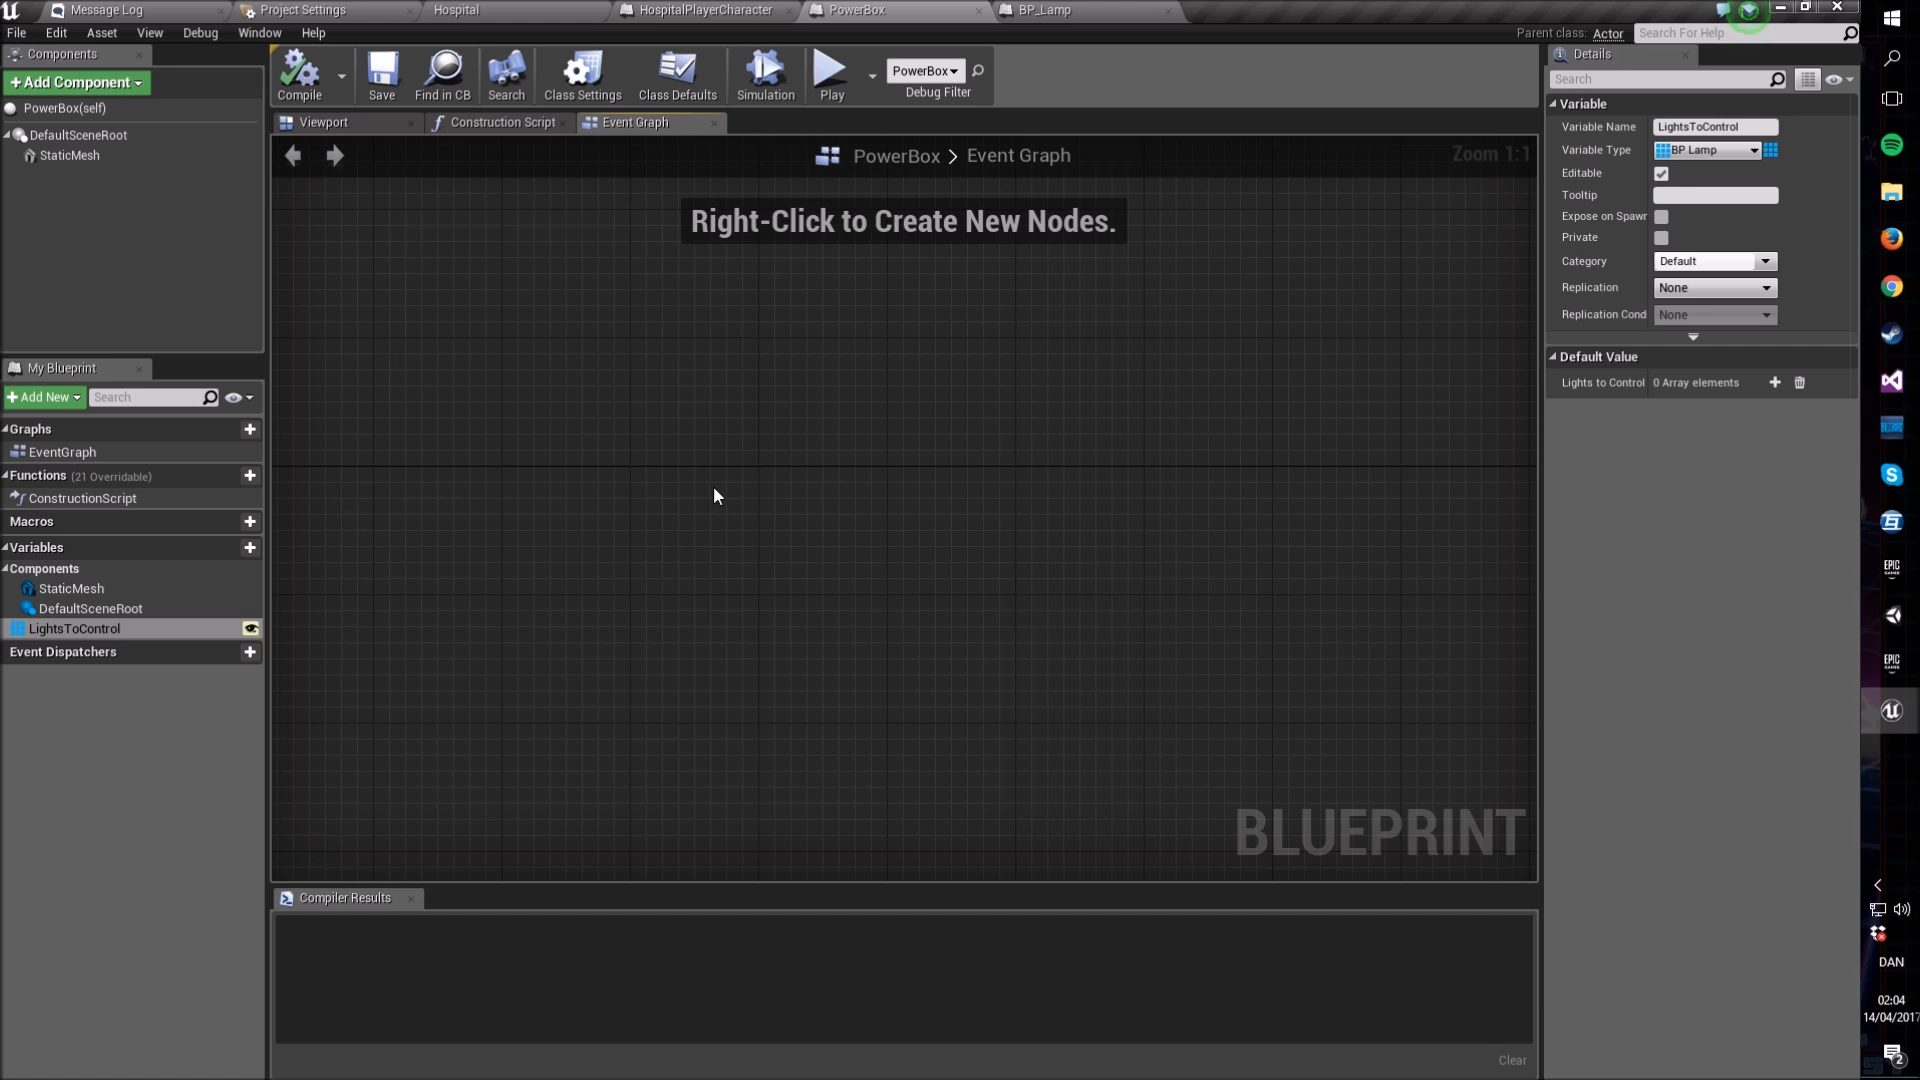 Message Log
Project Settings
Hospital
HospitalPlayerCharacter
PowerBox
BP_Lamp
File Edit Asset View Debug Window Help
Parent class: Actor
Search For Help
Components
+ Add Component
PowerBox(self)
DefaultSceneRoot
StaticMesh
Compile
Save
Find in CB
Search
Class Settings
Class Defaults
Simulation
Play
PowerBox
Debug Filter
Viewport
Construction Script
Event Graph
PowerBox > Event Graph
Zoom 1:1
Right-Click to Create New Nodes.
BLUEPRINT
My Blueprint
+ Add New
Search
Graphs
EventGraph
Functions (21 Overridable)
ConstructionScript
Macros
Variables
Components
StaticMesh
DefaultSceneRoot
LightsToControl
Event Dispatchers
Compiler Results
Clear
Details
Search
Variable
Variable Name LightsToControl
Variable Type BP Lamp
Editable
Tooltip
Expose on Spawr
Private
Category Default
Replication None
Replication Cond None
Default Value
Lights to Control 0 Array elements
EPIC
GAMES
EPIC
GAMES
DAN
02:04
14/04/2017
2